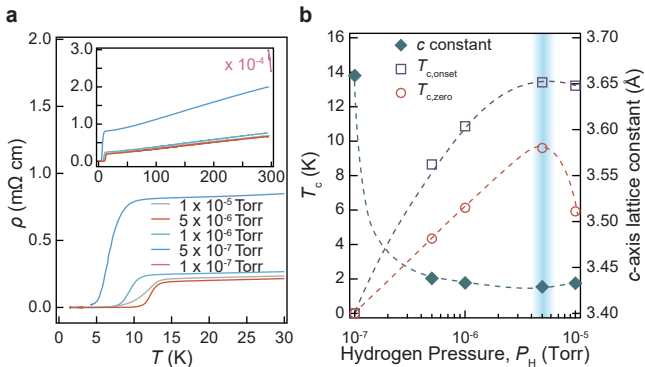 a
ρ (mΩ cm)
2.0
1.5
1.0
0.5
0.0
3.0
2.0
1.0
0.0
0 100 200 300
x 10⁻⁴
1 x 10⁻⁵ Torr
5 x 10⁻⁶ Torr
1 x 10⁻⁶ Torr
5 x 10⁻⁷ Torr
1 x 10⁻⁷ Torr
0 5 10 15 20 25 30
T (K)
b
T_c (K)
16
14
12
10
8
6
4
2
0
c constant
T_c,onset
T_c,zero
3.70
3.65
3.60
3.55
3.50
3.45
3.40
c-axis lattice constant (Å)
10⁻⁷ 10⁻⁶ 10⁻⁵
Hydrogen Pressure, P_H (Torr)